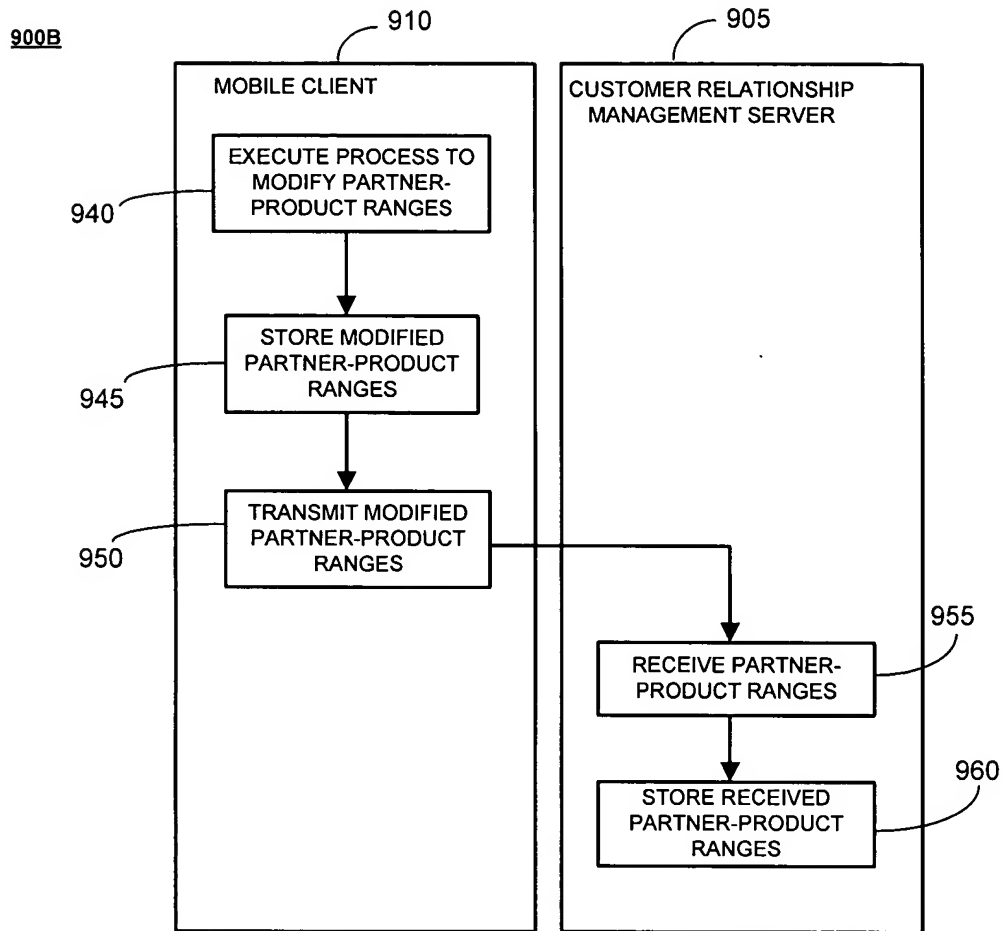 900B
910
905
MOBILE CLIENT
CUSTOMER RELATIONSHIP
MANAGEMENT SERVER
EXECUTE PROCESS TO
MODIFY PARTNER-
PRODUCT RANGES
940
STORE MODIFIED
PARTNER-PRODUCT
RANGES
945
TRANSMIT MODIFIED
PARTNER-PRODUCT
RANGES
950
955
RECEIVE PARTNER-
PRODUCT RANGES
960
STORE RECEIVED
PARTNER-PRODUCT
RANGES